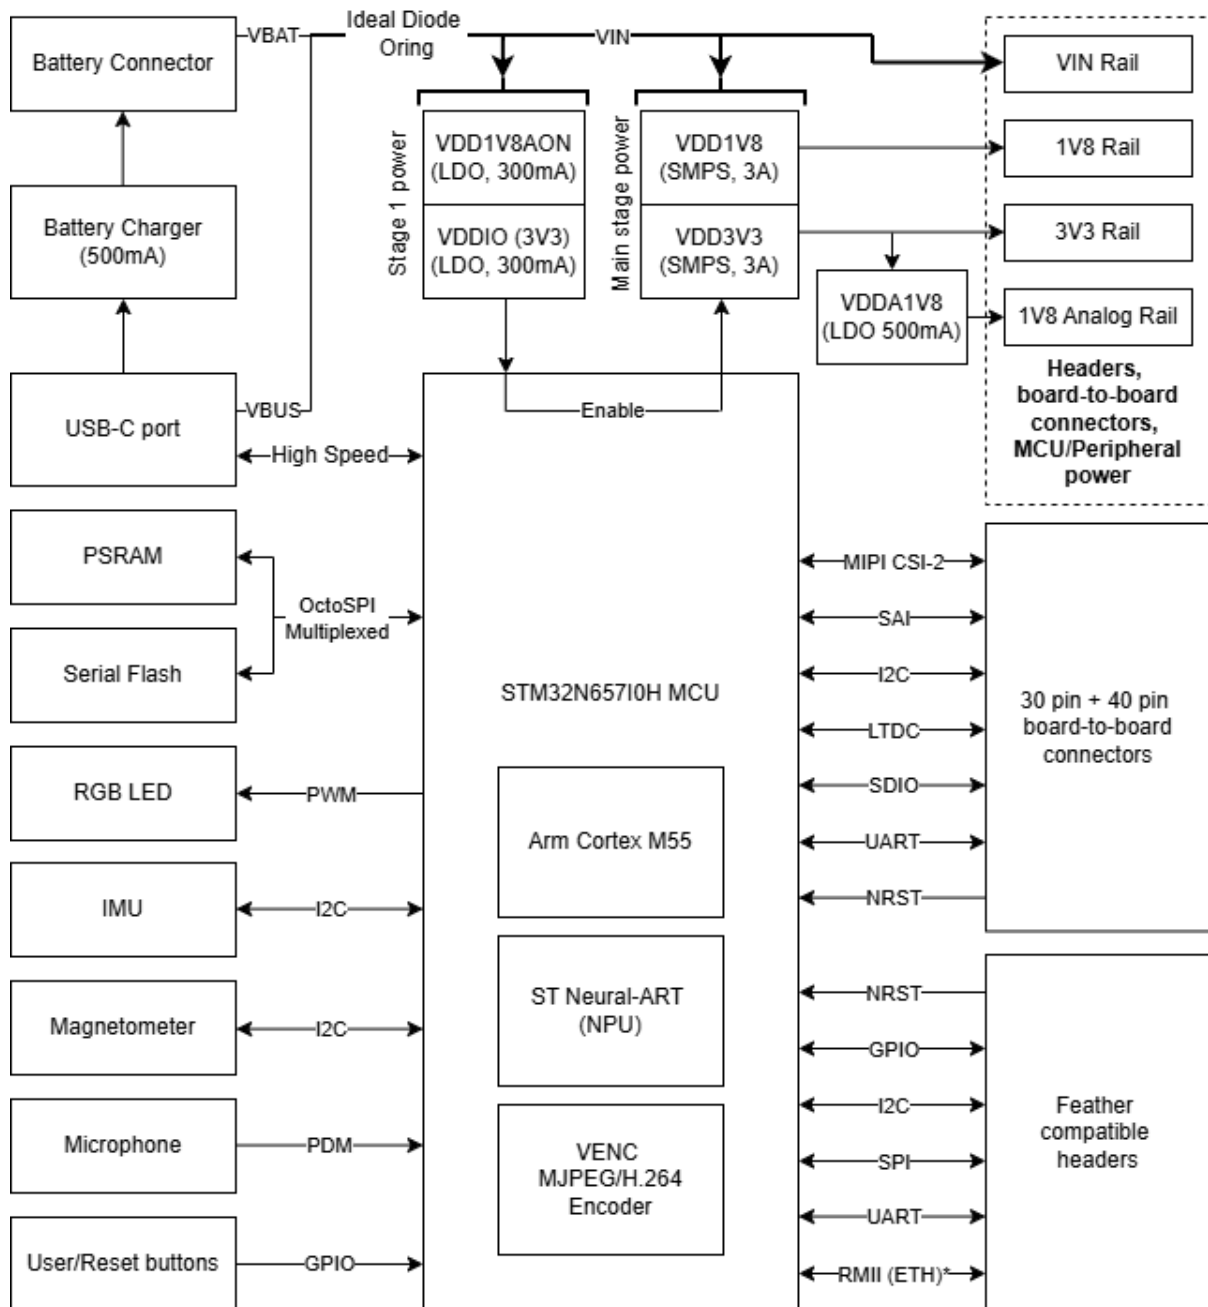 Battery Connector
VBAT
Ideal Diode
Oring
VIN
VIN Rail
Stage 1 power
VDD1V8AON
(LDO, 300mA)
VDDIO (3V3)
(LDO, 300mA)
Main stage power
VDD1V8
(SMPS, 3A)
VDD3V3
(SMPS, 3A)
1V8 Rail
3V3 Rail
VDDA1V8
(LDO 500mA)
1V8 Analog Rail
Headers,
board-to-board
connectors,
MCU/Peripheral
power
Battery Charger
(500mA)
USB-C port
VBUS
High Speed
Enable
PSRAM
Serial Flash
OctoSPI
Multiplexed
RGB LED
PWM
IMU
I2C
Magnetometer
I2C
Microphone
PDM
User/Reset buttons
GPIO
STM32N657I0H MCU
Arm Cortex M55
ST Neural-ART
(NPU)
VENC
MJPEG/H.264
Encoder
MIPI CSI-2
SAI
I2C
LTDC
SDIO
UART
NRST
30 pin + 40 pin
board-to-board
connectors
NRST
GPIO
I2C
SPI
UART
RMII (ETH)*
Feather
compatible
headers